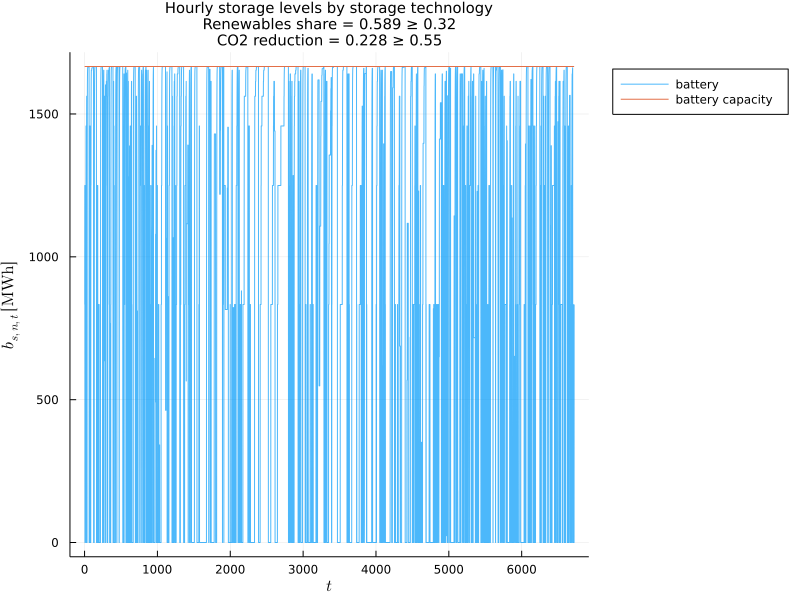 Hourly storage levels by storage technology
Renewables share = 0.589 ≥ 0.32
CO2 reduction = 0.228 ≥ 0.55
battery
battery capacity
1500
1000
500
0
b_{s, n, t} [MWh]
0 1000 2000 3000 4000 5000 6000
t